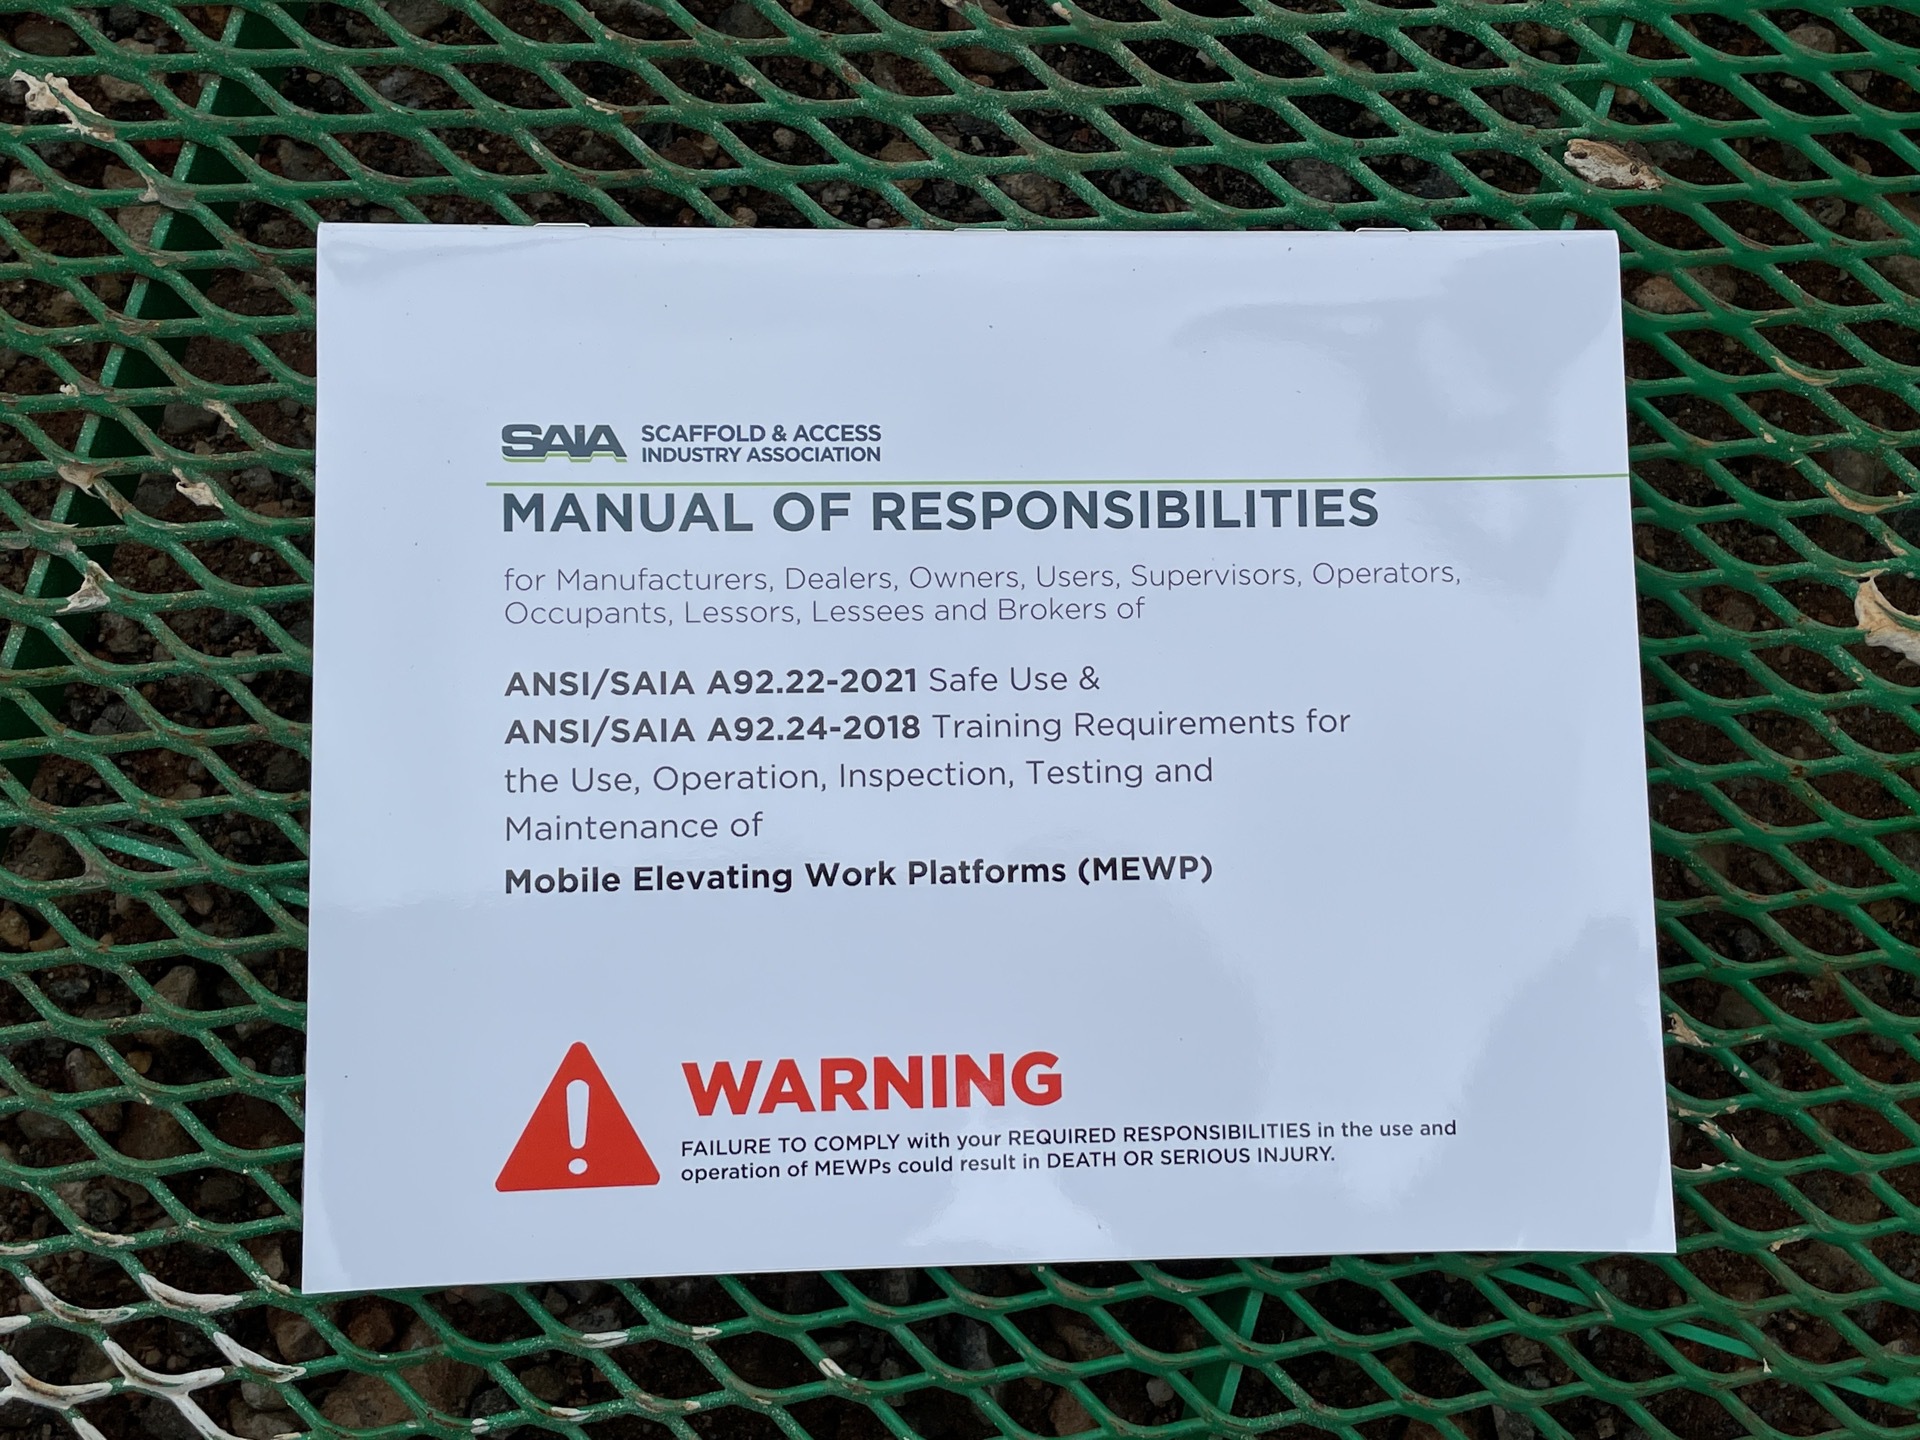 SAIA SCAFFOLD & ACCESS
INDUSTRY ASSOCIATION
MANUAL OF RESPONSIBILITIES
for Manufacturers, Dealers, Owners, Users, Supervisors, Operators,
Occupants, Lessors, Lessees and Brokers of
ANSI/SAIA A92.22-2021 Safe Use &
ANSI/SAIA A92.24-2018 Training Requirements for
the Use, Operation, Inspection, Testing and
Maintenance of
Mobile Elevating Work Platforms (MEWP)
WARNING
FAILURE TO COMPLY with your REQUIRED RESPONSIBILITIES in the use and
operation of MEWPs could result in DEATH OR SERIOUS INJURY.